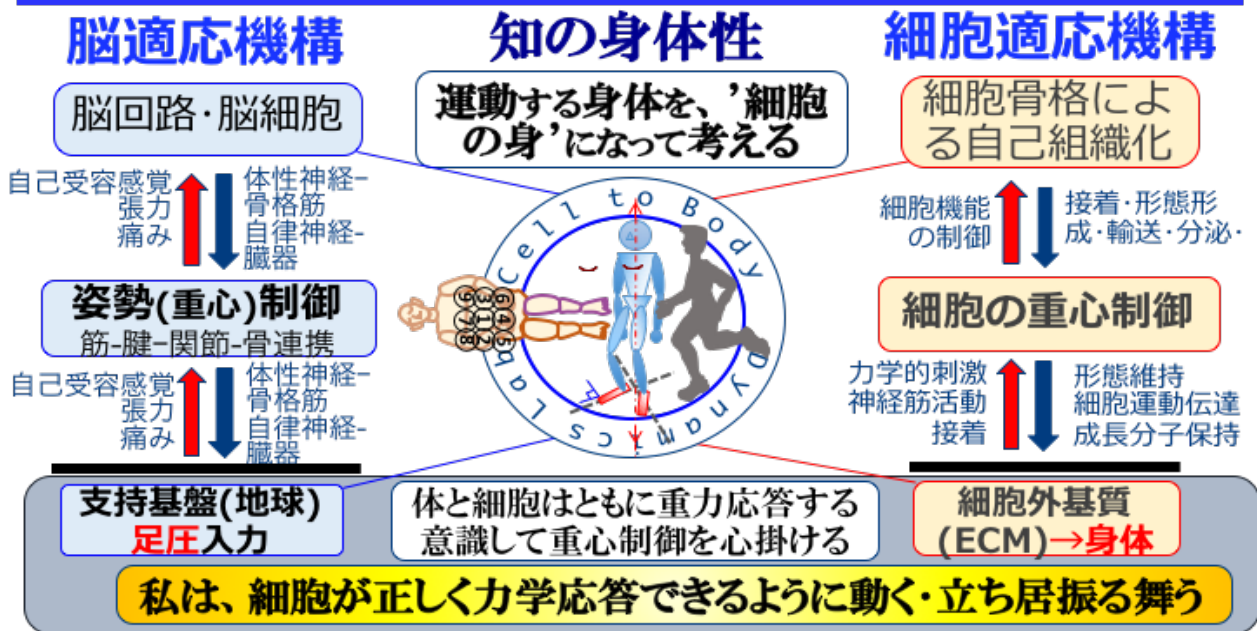 脳適応機構
知の身体性
細胞適応機構
脳回路・脳細胞
運動する身体を、’細胞
の身’になって考える
細胞骨格によ
る自己組織化
自己受容感覚
張力
痛み
体性神経–
骨格筋
自律神経-
臓器
細胞機能
の制御
接着・形態形
成・輸送・分泌・
Cell to Body Dynamics Lab
⑨③⑥
⑦①④
⑧②⑤
姿勢(重心)制御
筋-腱–関節-骨連携
細胞の重心制御
自己受容感覚
張力
痛み
体性神経–
骨格筋
自律神経-
臓器
力学的刺激
神経筋活動
接着
形態維持
細胞運動伝達
成長分子保持
支持基盤(地球)
足圧入力
体と細胞はともに重力応答する
意識して重心制御を心掛ける
細胞外基質
(ECM)→身体
私は、細胞が正しく力学応答できるように動く・立ち居振る舞う